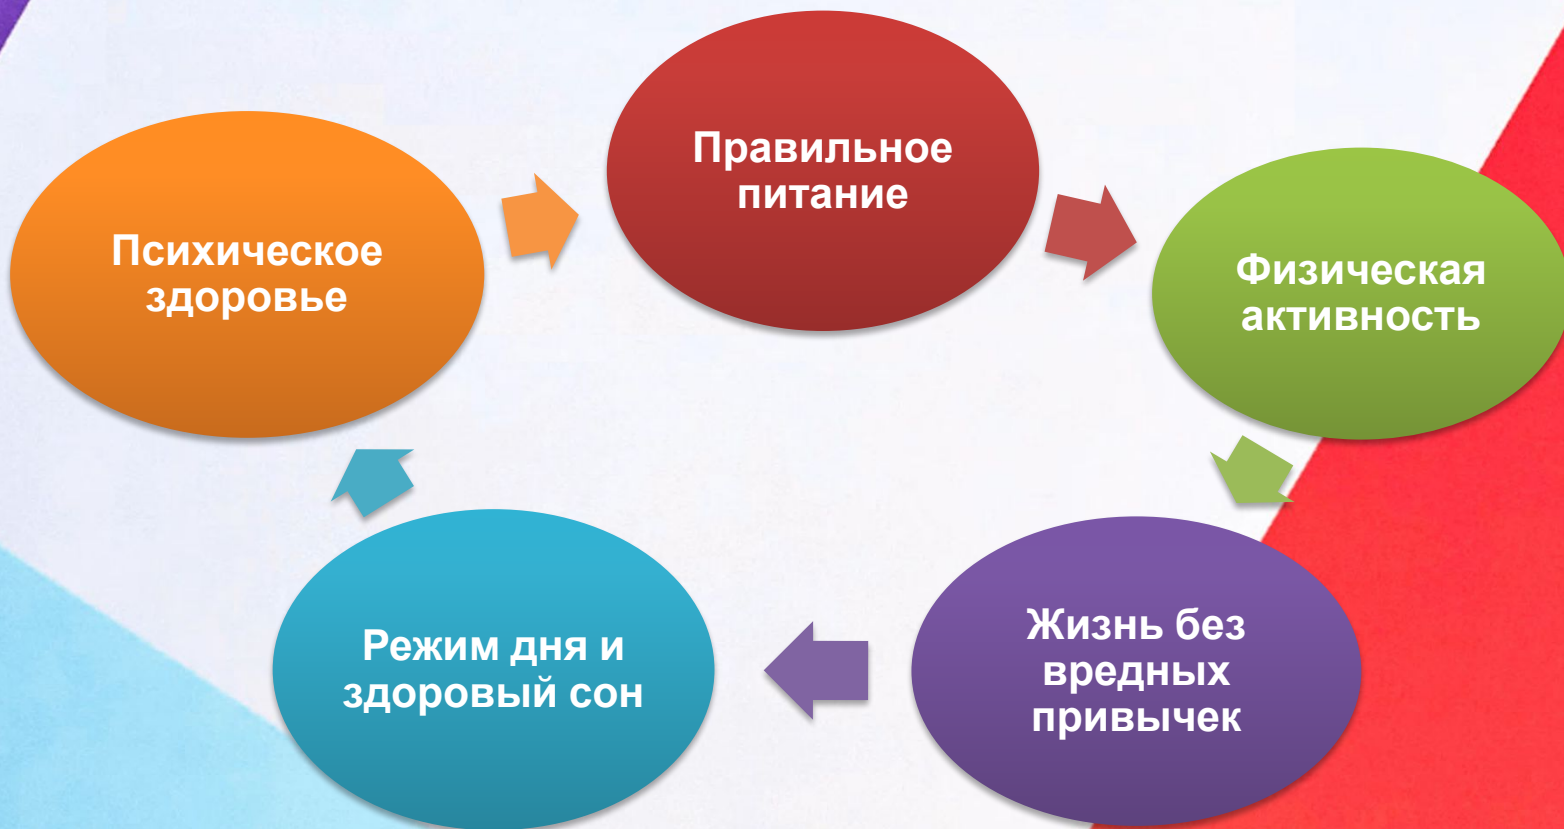 Правильное
питание
Физическая
активность
Жизнь без
вредных
привычек
Режим дня и
здоровый сон
Психическое
здоровье